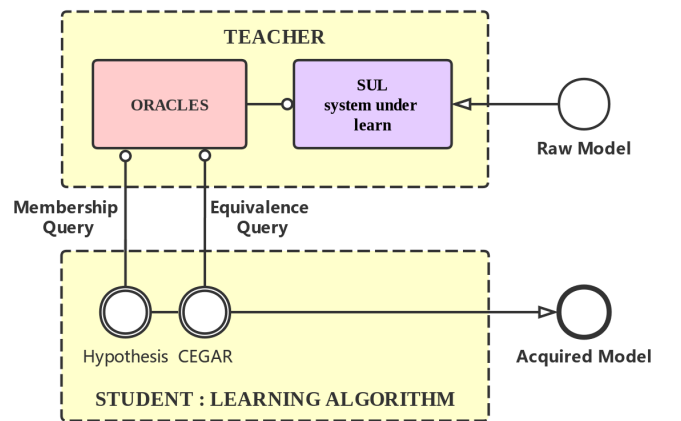 TEACHER
ORACLES
SUL
system under
learn
Raw Model
Membership
Query
Equivalence
Query
Hypothesis
CEGAR
Acquired Model
STUDENT : LEARNING ALGORITHM